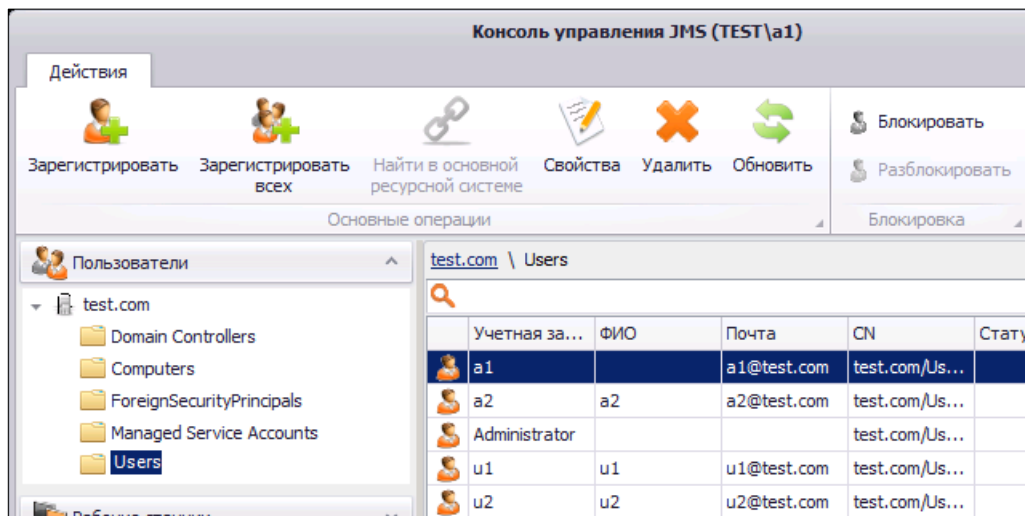 Консоль управления JMS (TEST\a1)
Действия
Зарегистрировать
Зарегистрировать всех
Найти в основной ресурсной системе
Свойства
Удалить
Обновить
Блокировать
Разблокировать
Основные операции
Блокировка
Пользователи
test.com
Domain Controllers
Computers
ForeignSecurityPrincipals
Managed Service Accounts
Users
test.com \ Users
Учетная за... ФИО Почта CN Стату
a1 a1@test.com test.com/Us...
a2 a2 a2@test.com test.com/Us...
Administrator test.com/Us...
u1 u1 u1@test.com test.com/Us...
u2 u2 u2@test.com test.com/Us...